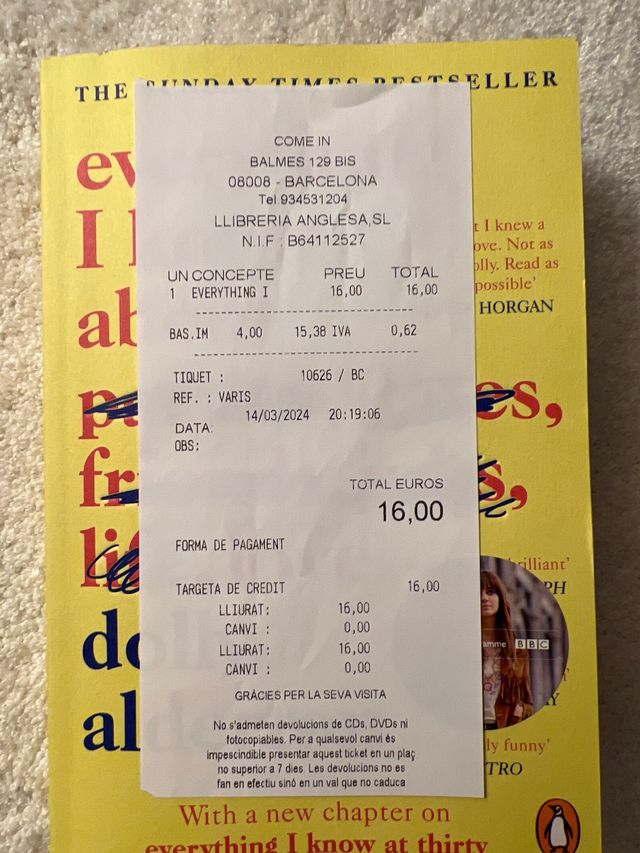 THE SUNDAY TIMES BESTSELLER
ev
I
ab
t I knew a
ove. Not as
olly. Read as
possible'
HORGAN
es,
fri
s,
li
do
al
rilliant'
PH
amme BBC
AY
ly funny'
TRO
COME IN
BALMES 129 BIS
08008 - BARCELONA
Tel 934531204
LLIBRERIA ANGLESA,SL
N.I.F : B64112527
UN CONCEPTE PREU TOTAL
1 EVERYTHING I 16,00 16,00
BAS.IM 4,00 15,38 IVA 0,62
TIQUET : 10626 / BC
REF. : VARIS
DATA: 14/03/2024 20:19:06
OBS:
TOTAL EUROS
16,00
FORMA DE PAGAMENT
TARGETA DE CREDIT 16,00
LLIURAT: 16,00
CANVI : 0,00
LLIURAT: 16,00
CANVI : 0,00
GRÀCIES PER LA SEVA VISITA
No s'admeten devolucions de CDs, DVDs ni
fotocopiables. Per a qualsevol canvi és
impescindible presentar aquest ticket en un plaç
no superior a 7 dies. Les devolucions no es
fan en efectiu sinó en un val que no caduca
With a new chapter on
everything I know at thirty